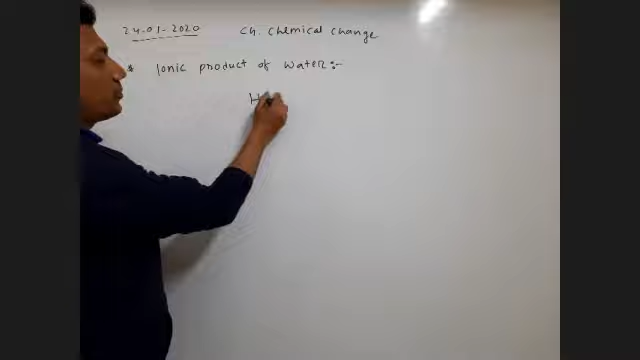 24-01-2020 Ch. Chemical Change
* Ionic product of Water:-
H